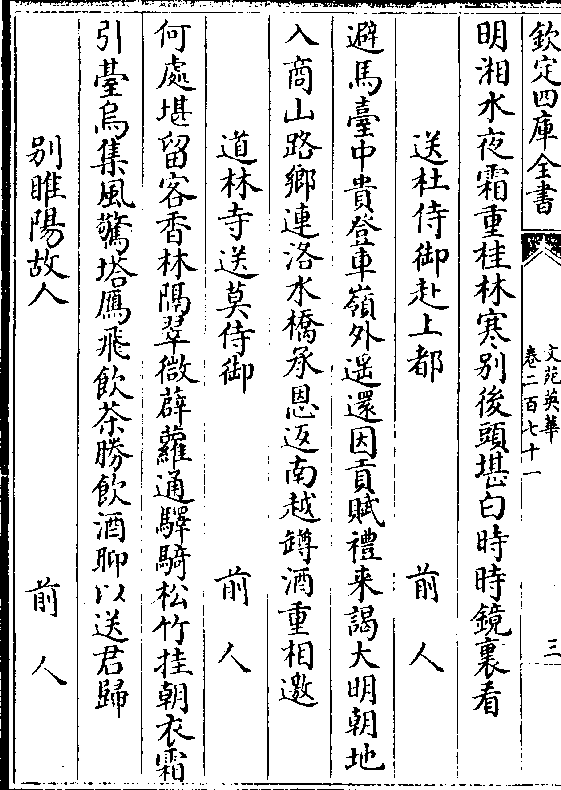 欽定四庫全書
文苑英華
卷二百七十一
三
明湘水夜霜重桂林寒別後頭堪白時時鏡裏看
送杜侍御赴上都
前人
避馬臺中貴登車嶺外遥還因貢賦禮来謁大明朝地
入商山路鄉連洛水橋承恩返南越罇酒重相邀
道林寺送莫侍御
前人
何處堪留客香林隔翠微薜蘿通驛騎松竹挂朝衣霜
引臺烏集風驚塔鴈飛飲茶勝飲酒聊以送君歸
別睢陽故人
前人